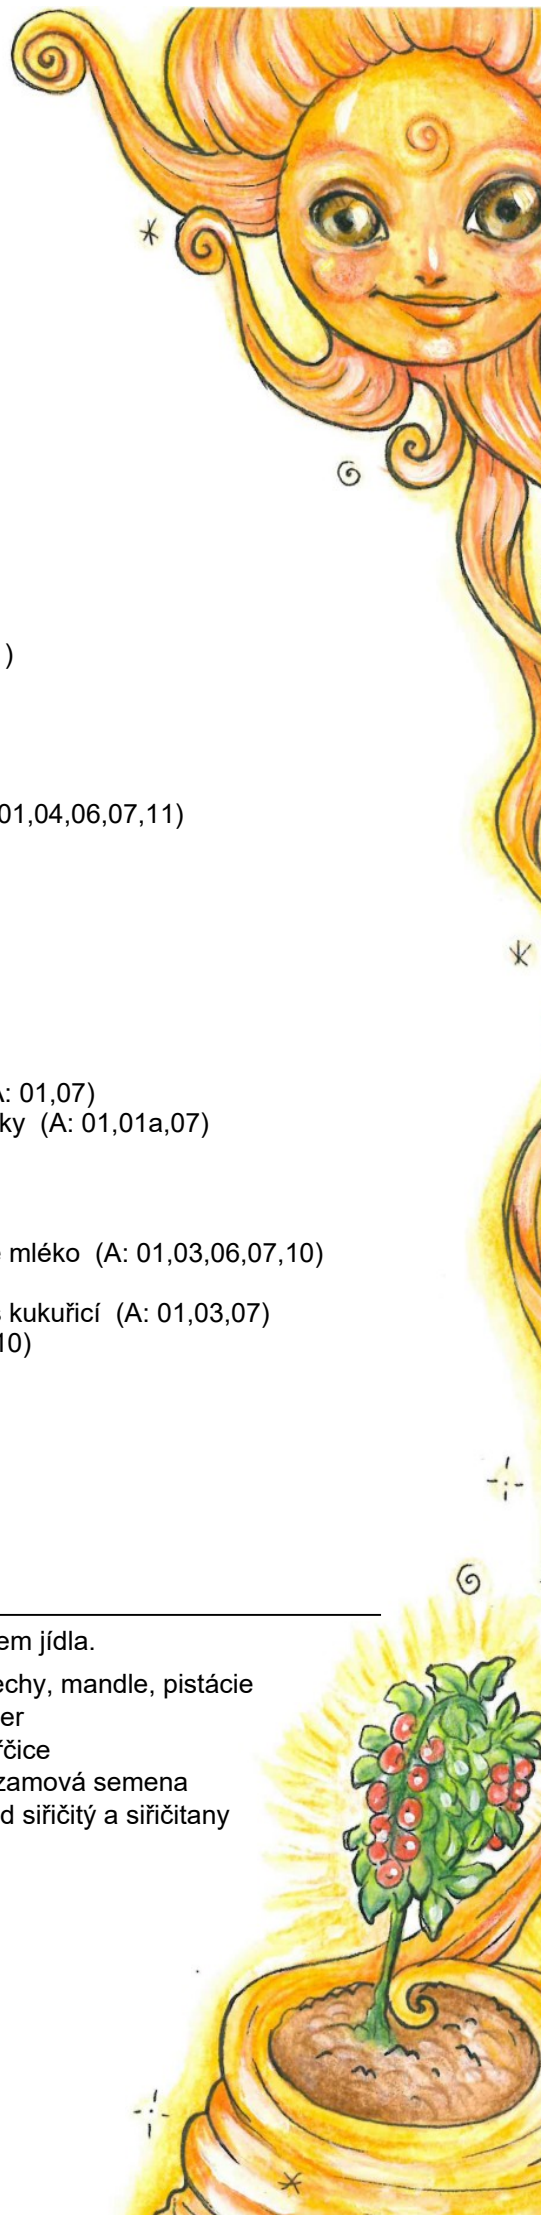 )
01,04,06,07,11)
: 01,07)
ky (A: 01,01a,07)
mléko (A: 01,03,06,07,10)
kukuřicí (A: 01,03,07)
10)
em jídla.
echy, mandle, pistácie
er
řčice
zamová semena
d siřičitý a siřičitany